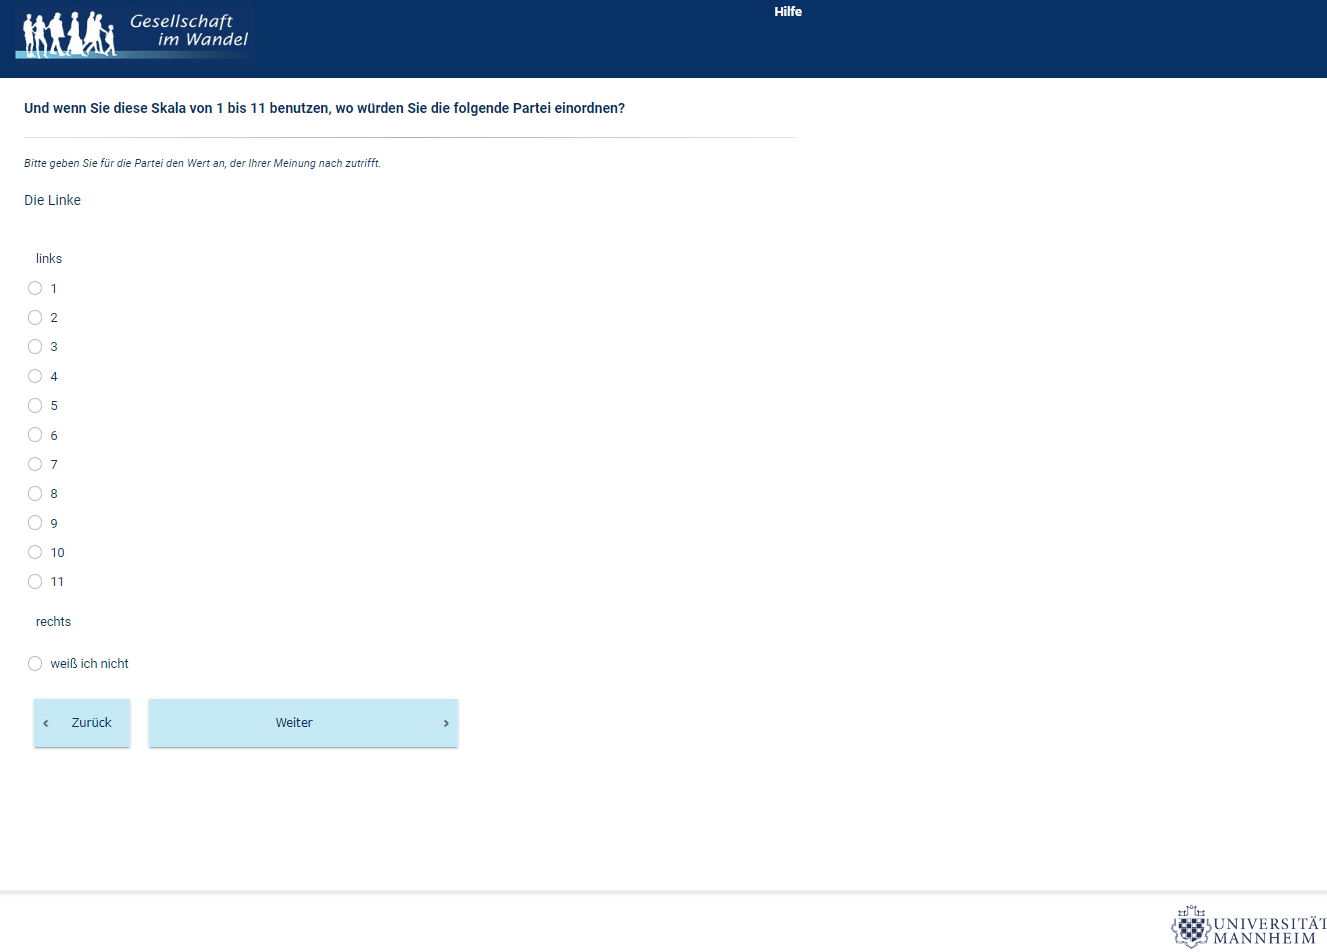 Gesellschaft
im Wandel
Hilfe
Und wenn Sie diese Skala von 1 bis 11 benutzen, wo würden Sie die folgende Partei einordnen?
Bitte geben Sie für die Partei den Wert an, der Ihrer Meinung nach zutrifft.
Die Linke
links
1
2
3
4
5
6
7
8
9
10
11
rechts
weiß ich nicht
‹ Zurück
Weiter ›
UNIVERSITÄT
MANNHEIM